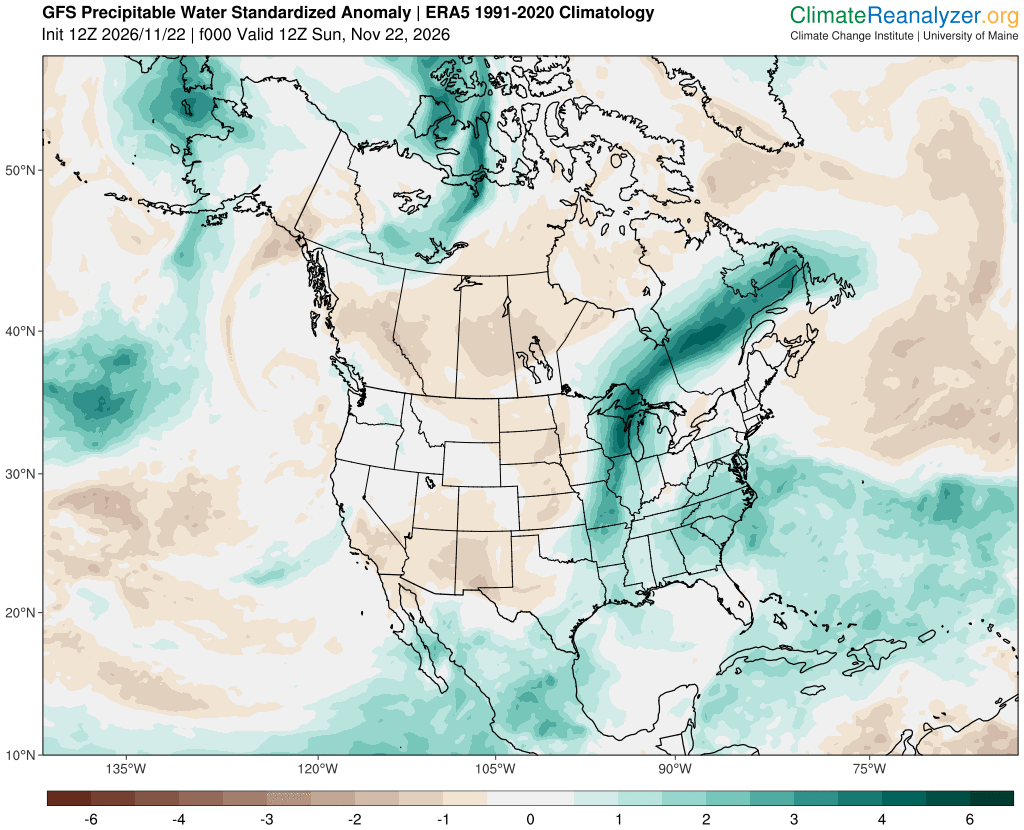 GFS Precipitable Water Standardized Anomaly | ERA5 1991-2020 Climatology
Init 12Z 2026/11/22 | f000 Valid 12Z Sun, Nov 22, 2026
ClimateReanalyzer.org
Climate Change Institute | University of Maine
50°N
40°N
30°N
20°N
10°N
135°W 120°W 105°W 90°W 75°W
-6 -4 -3 -2 -1 0 1 2 3 4 6